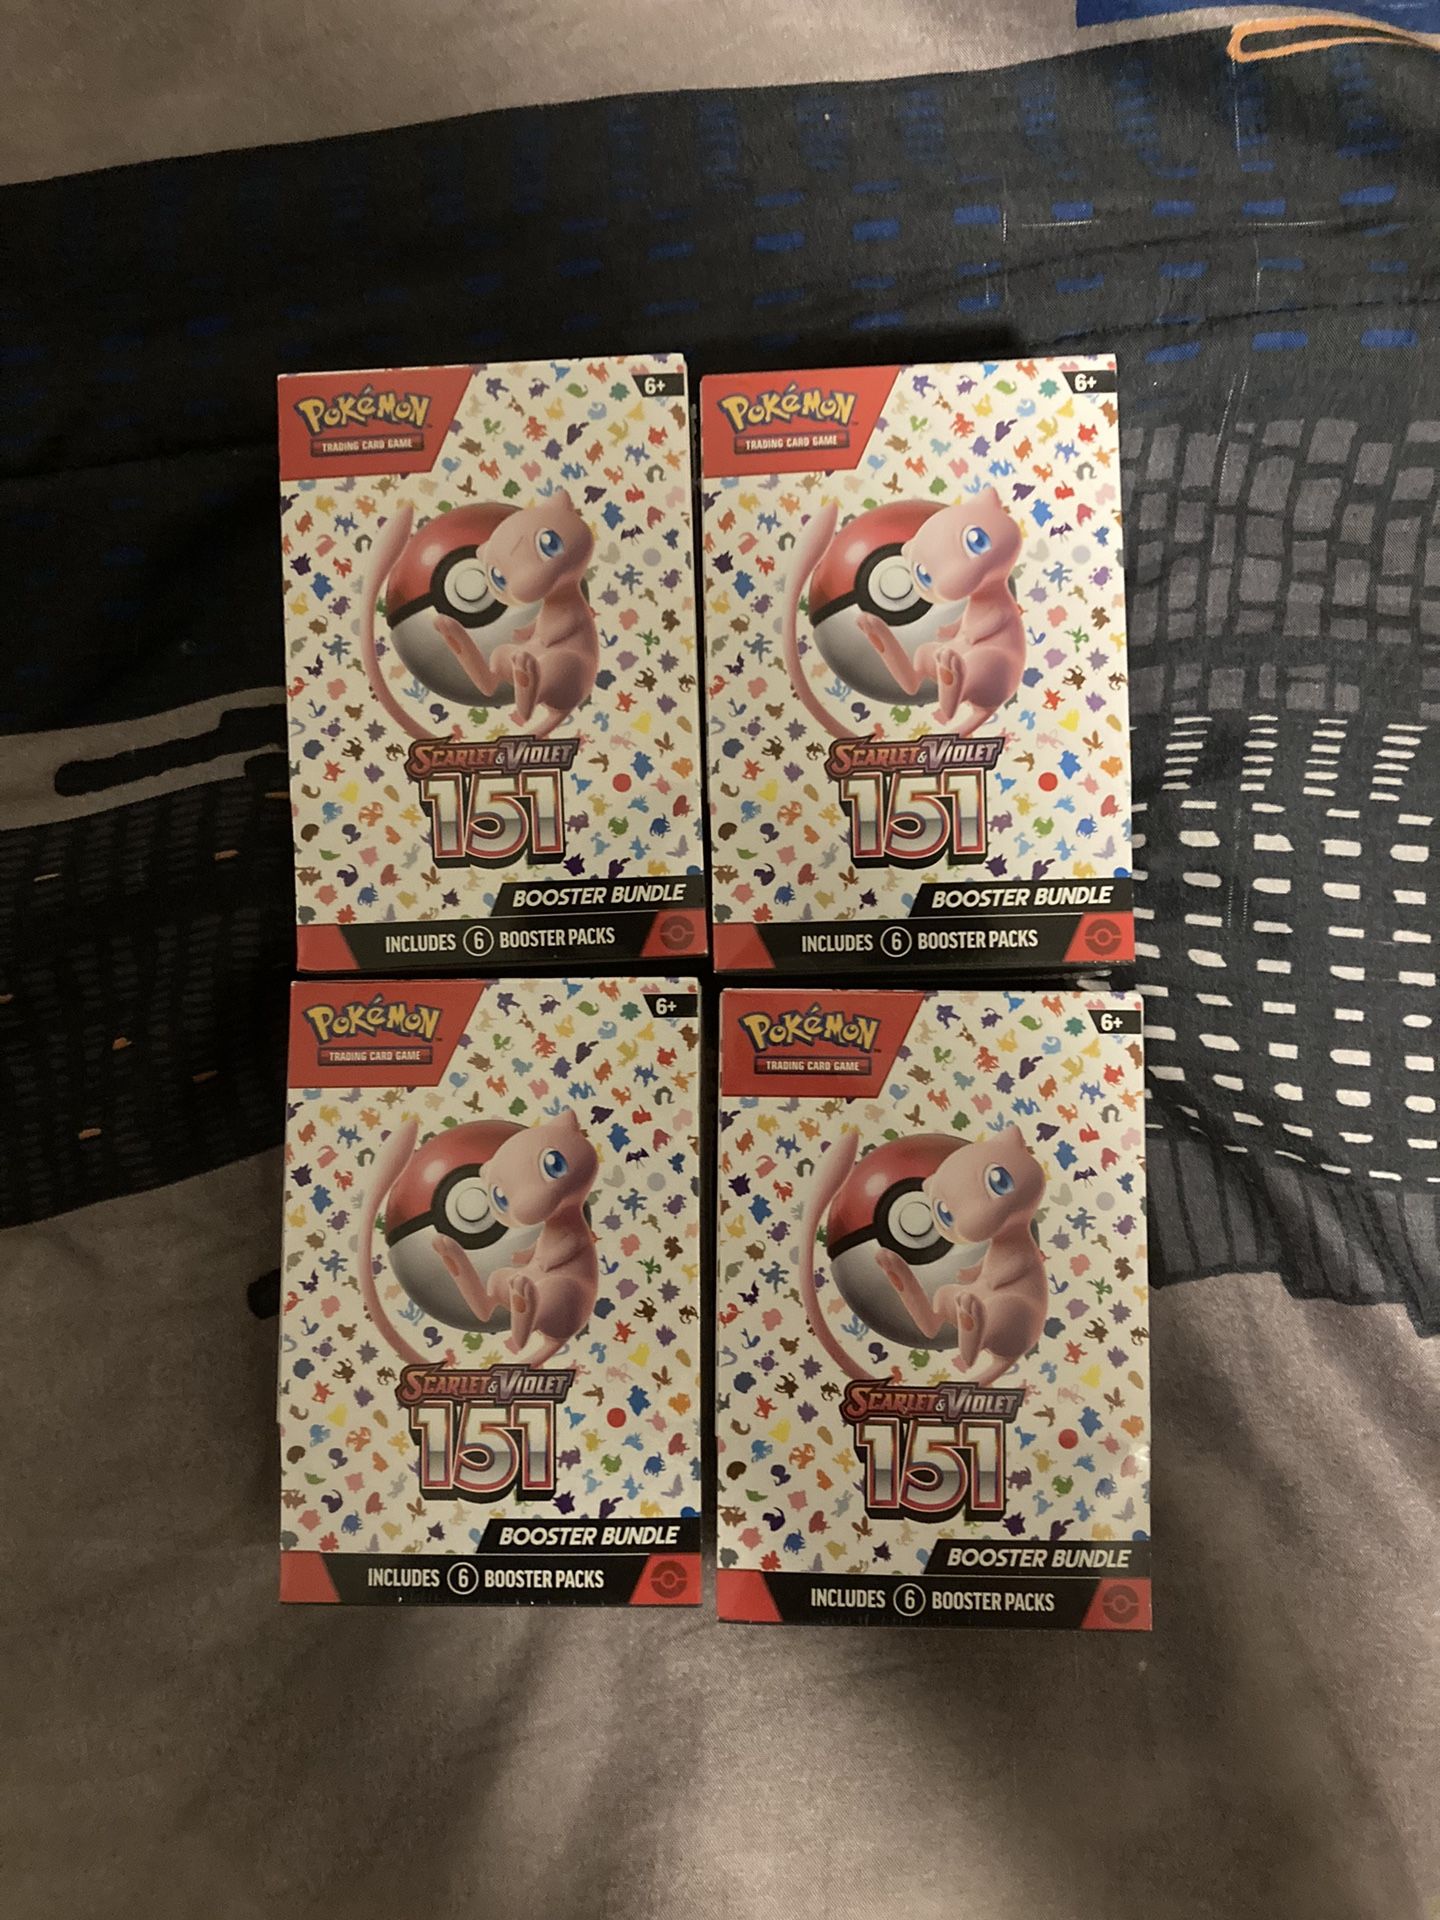 POKéMON
TRADING CARD GAME
6+
SCARLET & VIOLET
151
BOOSTER BUNDLE
INCLUDES 6 BOOSTER PACKS
POKéMON
TRADING CARD GAME
6+
SCARLET & VIOLET
151
BOOSTER BUNDLE
INCLUDES 6 BOOSTER PACKS
POKéMON
TRADING CARD GAME
6+
SCARLET & VIOLET
151
BOOSTER BUNDLE
INCLUDES 6 BOOSTER PACKS
POKéMON
TRADING CARD GAME
6+
SCARLET & VIOLET
151
BOOSTER BUNDLE
INCLUDES 6 BOOSTER PACKS